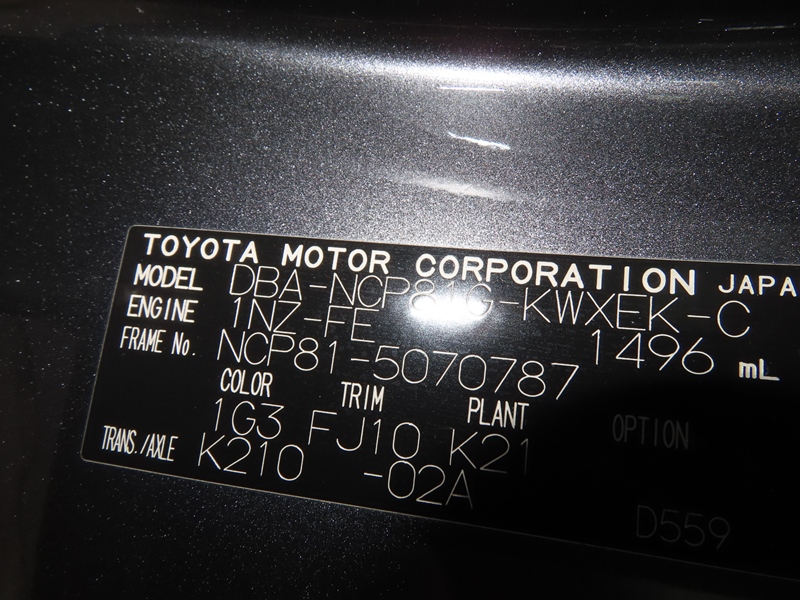 TOYOTA MOTOR CORPORATION JAPA
MODEL DBA-NCP81G-KWXEK-C
ENGINE 1NZ-FE 1496 mL
FRAME No. NCP81-5070787
COLOR TRIM PLANT OPTION
1G3 FJ10 K21
TRANS./AXLE K210 -02A
D559